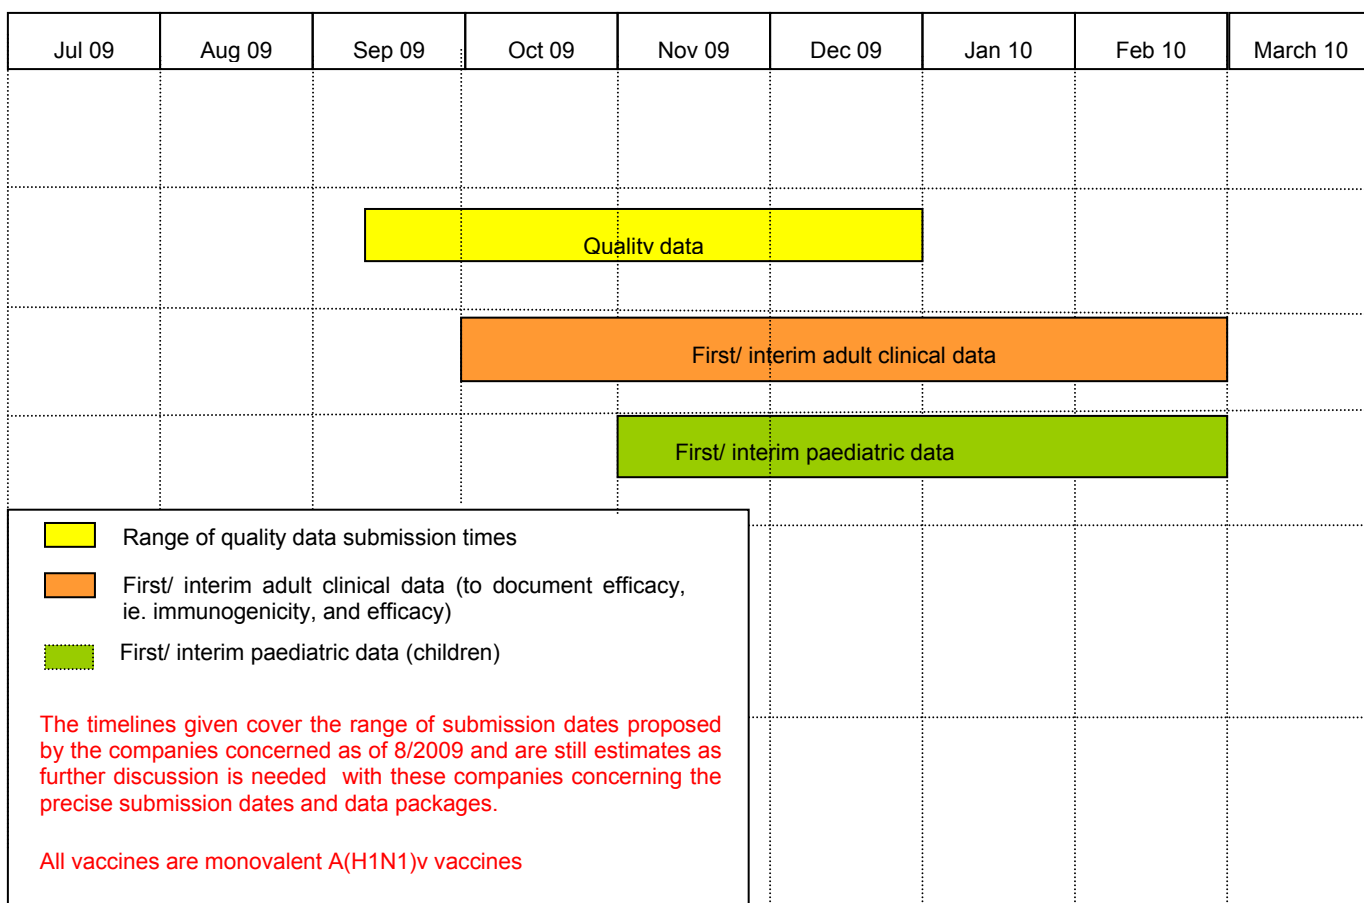 Jul 09 Aug 09 Sep 09 Oct 09 Nov 09 Dec 09 Jan 10 Feb 10 March 10
Quality data
First/ interim adult clinical data
First/ interim paediatric data
Range of quality data submission times
First/ interim adult clinical data (to document efficacy,
ie. immunogenicity, and efficacy)
First/ interim paediatric data (children)
The timelines given cover the range of submission dates proposed
by the companies concerned as of 8/2009 and are still estimates as
further discussion is needed with these companies concerning the
precise submission dates and data packages.
All vaccines are monovalent A(H1N1)v vaccines